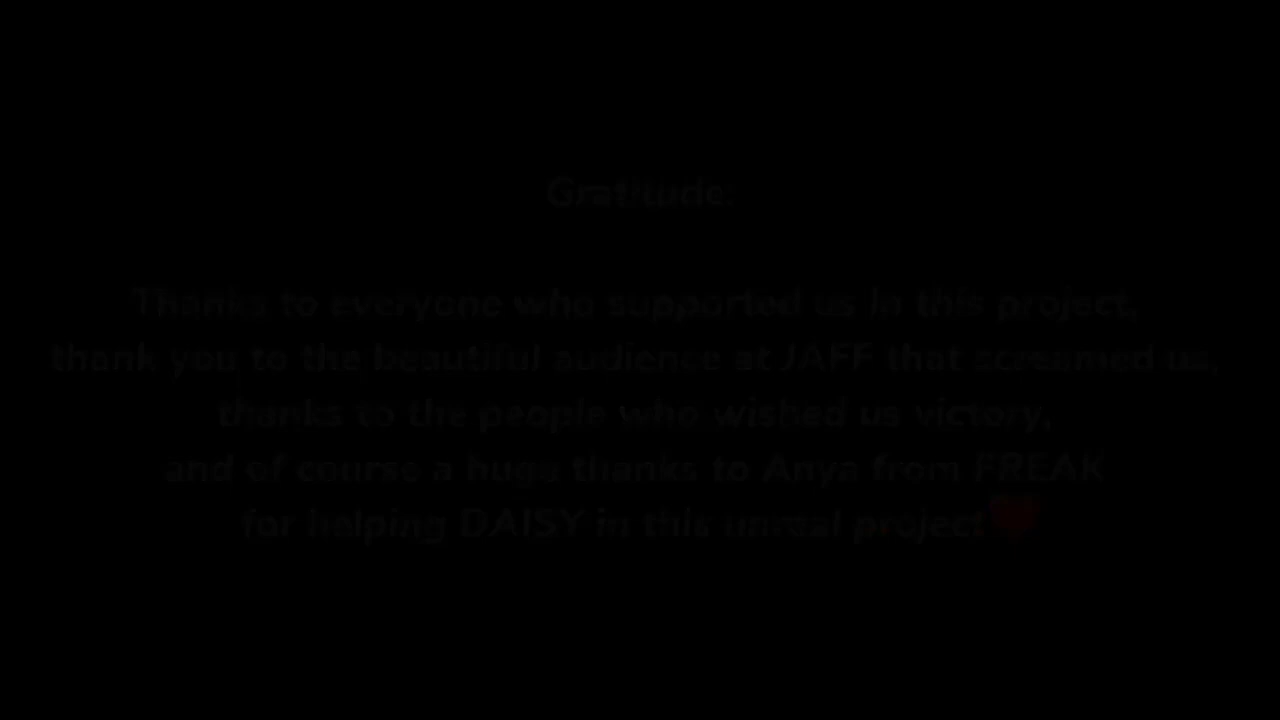 Gratitude:
Thanks to everyone who supported us in this project,
thank you to the beautiful audience at JAFF that screamed us,
thanks to the people who wished us victory,
and of course a huge thanks to Anya from FREAK
for helping DAISY in this unreal project❤